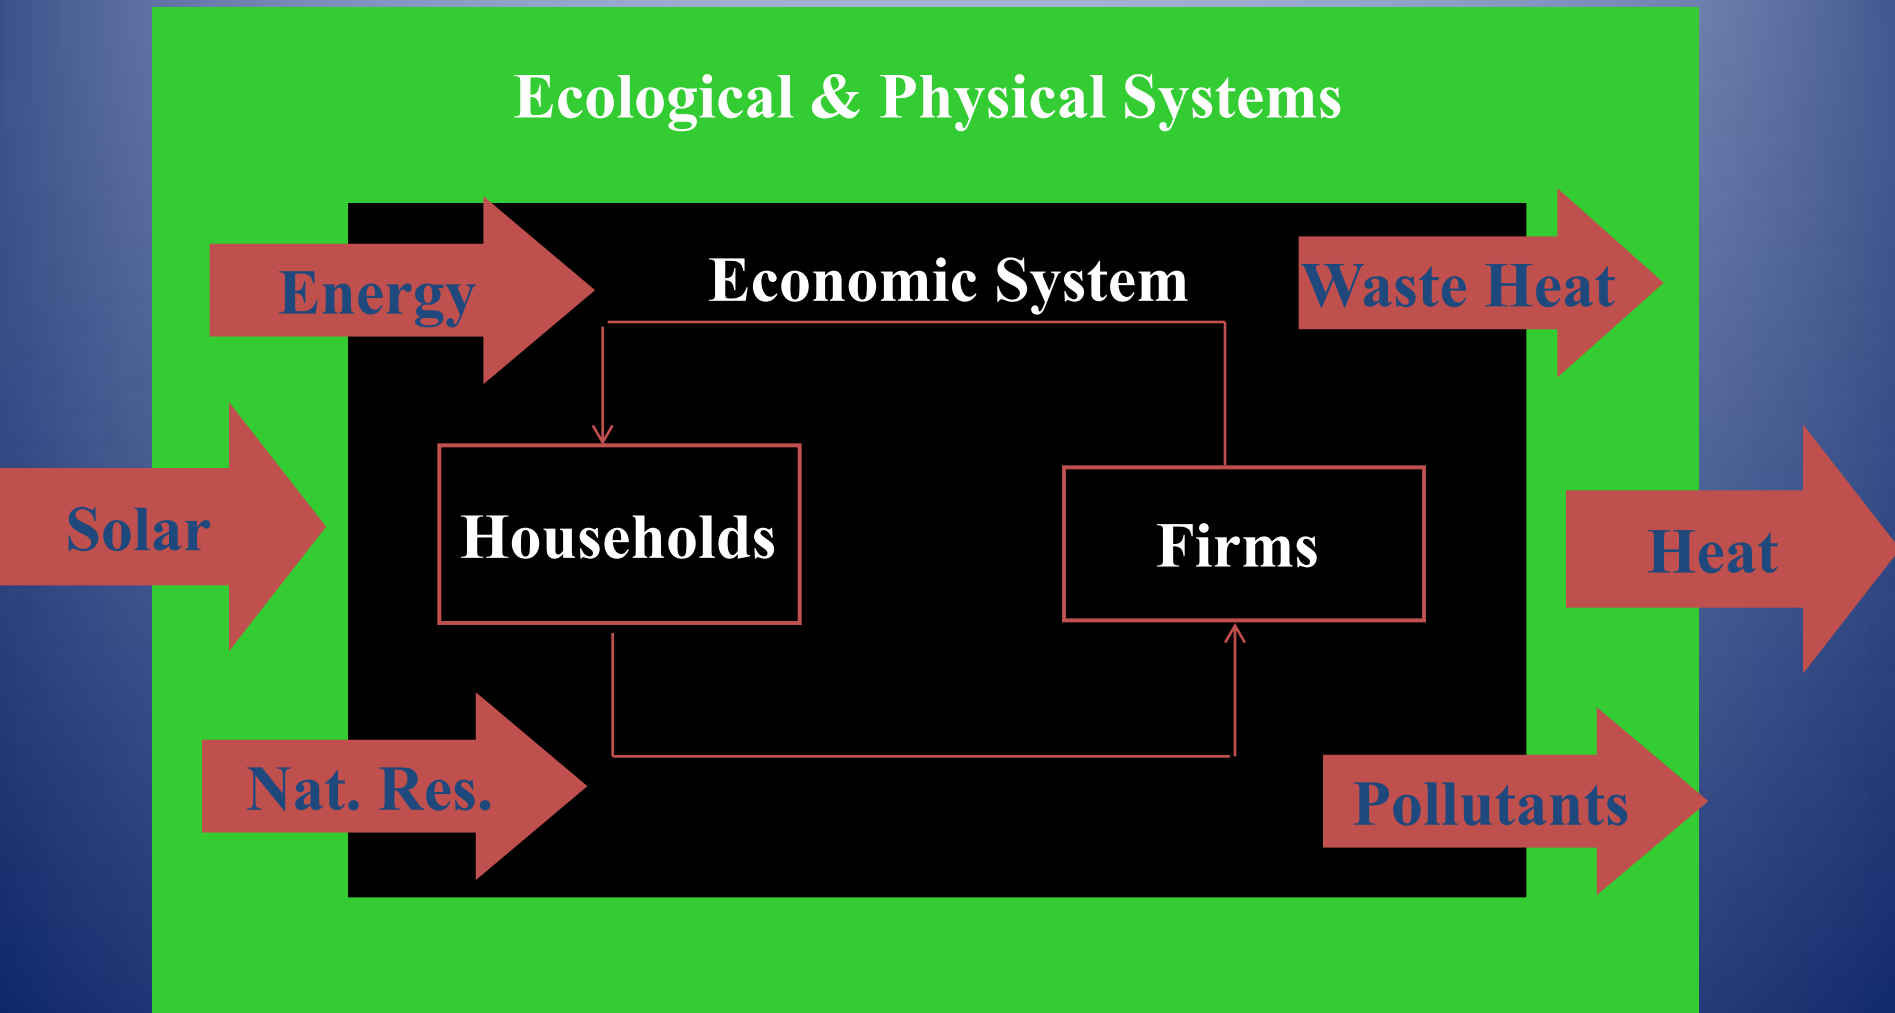 Ecological & Physical Systems
Energy
Economic System
Waste Heat
Solar
Households
Firms
Heat
Nat. Res.
Pollutants